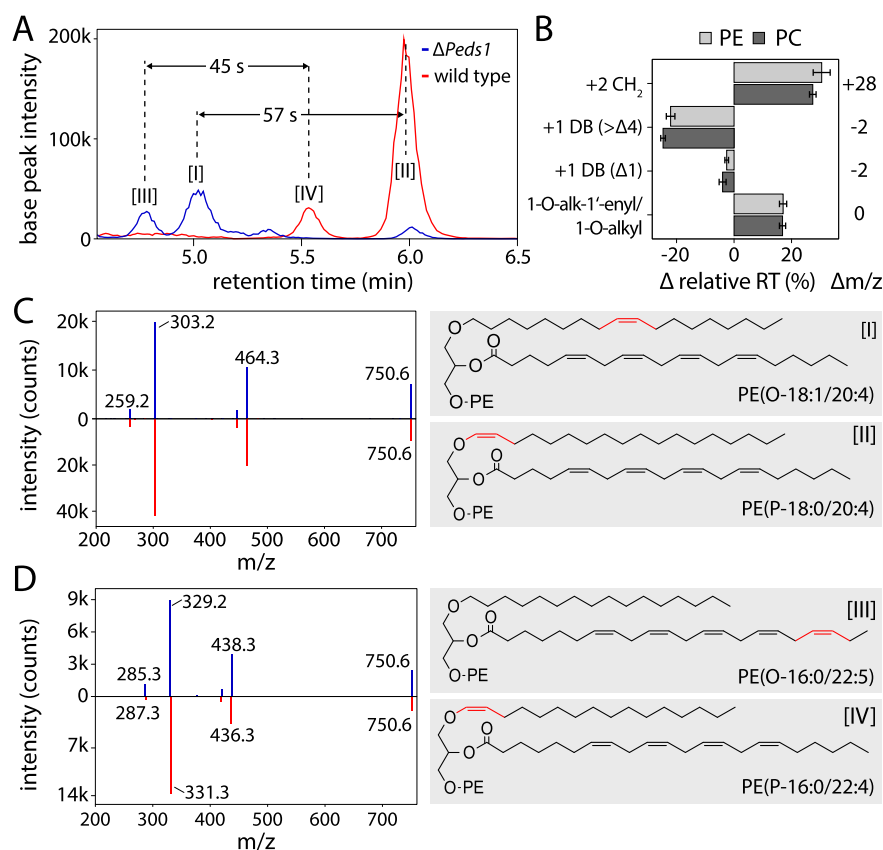 A
200k
100k
0
base peak intensity
ΔPeds1
wild type
45 s
57 s
[III]
[I]
[IV]
[II]
5.0
5.5
6.0
6.5
retention time (min)
B
PE
PC
+2 CH2
+28
+1 DB (>Δ4)
-2
+1 DB (Δ1)
-2
1-O-alk-1'-enyl/
1-O-alkyl
0
-20
0
20
Δ relative RT (%)
Δm/z
C
20k
10k
0
20k
40k
intensity (counts)
303.2
259.2
464.3
750.6
750.6
200
300
400
500
600
700
m/z
[I]
O
O
O
O-PE
PE(O-18:1/20:4)
[II]
O
O
O
O-PE
PE(P-18:0/20:4)
D
9k
6k
3k
0
7k
14k
intensity (counts)
329.2
285.3
438.3
750.6
287.3
436.3
750.6
331.3
200
300
400
500
600
700
m/z
[III]
O
O
O
O-PE
PE(O-16:0/22:5)
[IV]
O
O
O
O-PE
PE(P-16:0/22:4)